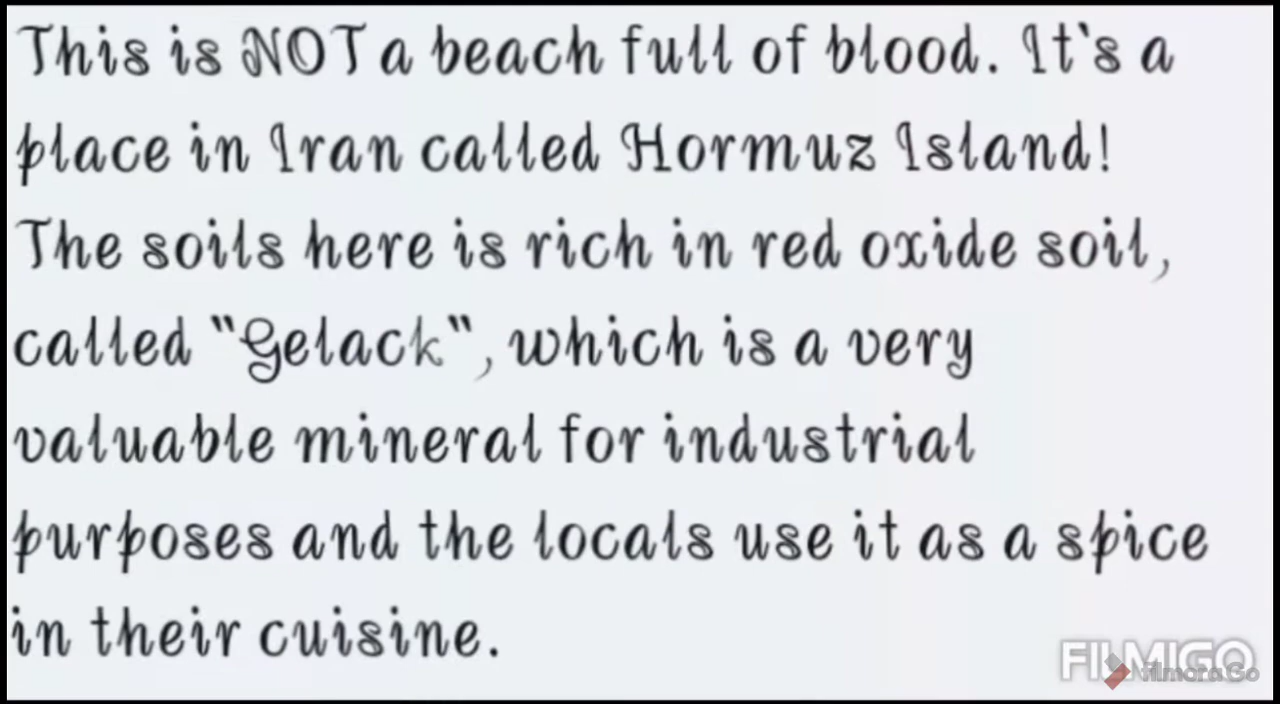 This is NOT a beach full of blood. It's a
place in Iran called Hormuz Island!
The soils here is rich in red oxide soil,
called "Gelack", which is a very
valuable mineral for industrial
purposes and the locals use it as a spice
in their cuisine.
FILMIGO
filmora Go